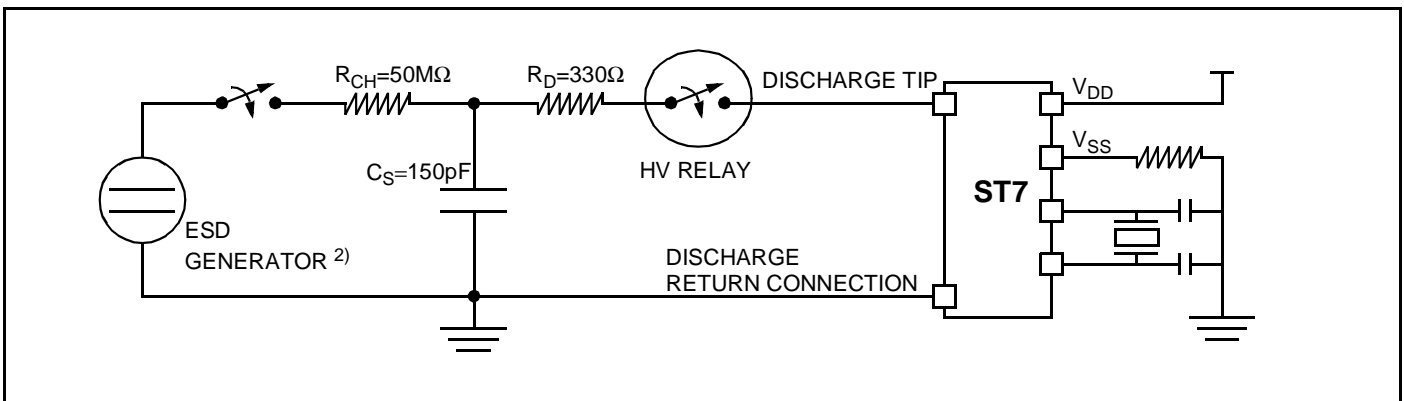 R_CH=50MΩ
R_D=330Ω
DISCHARGE TIP
V_DD
V_SS
HV RELAY
C_S=150pF
ST7
ESD
GENERATOR 2)
DISCHARGE
RETURN CONNECTION